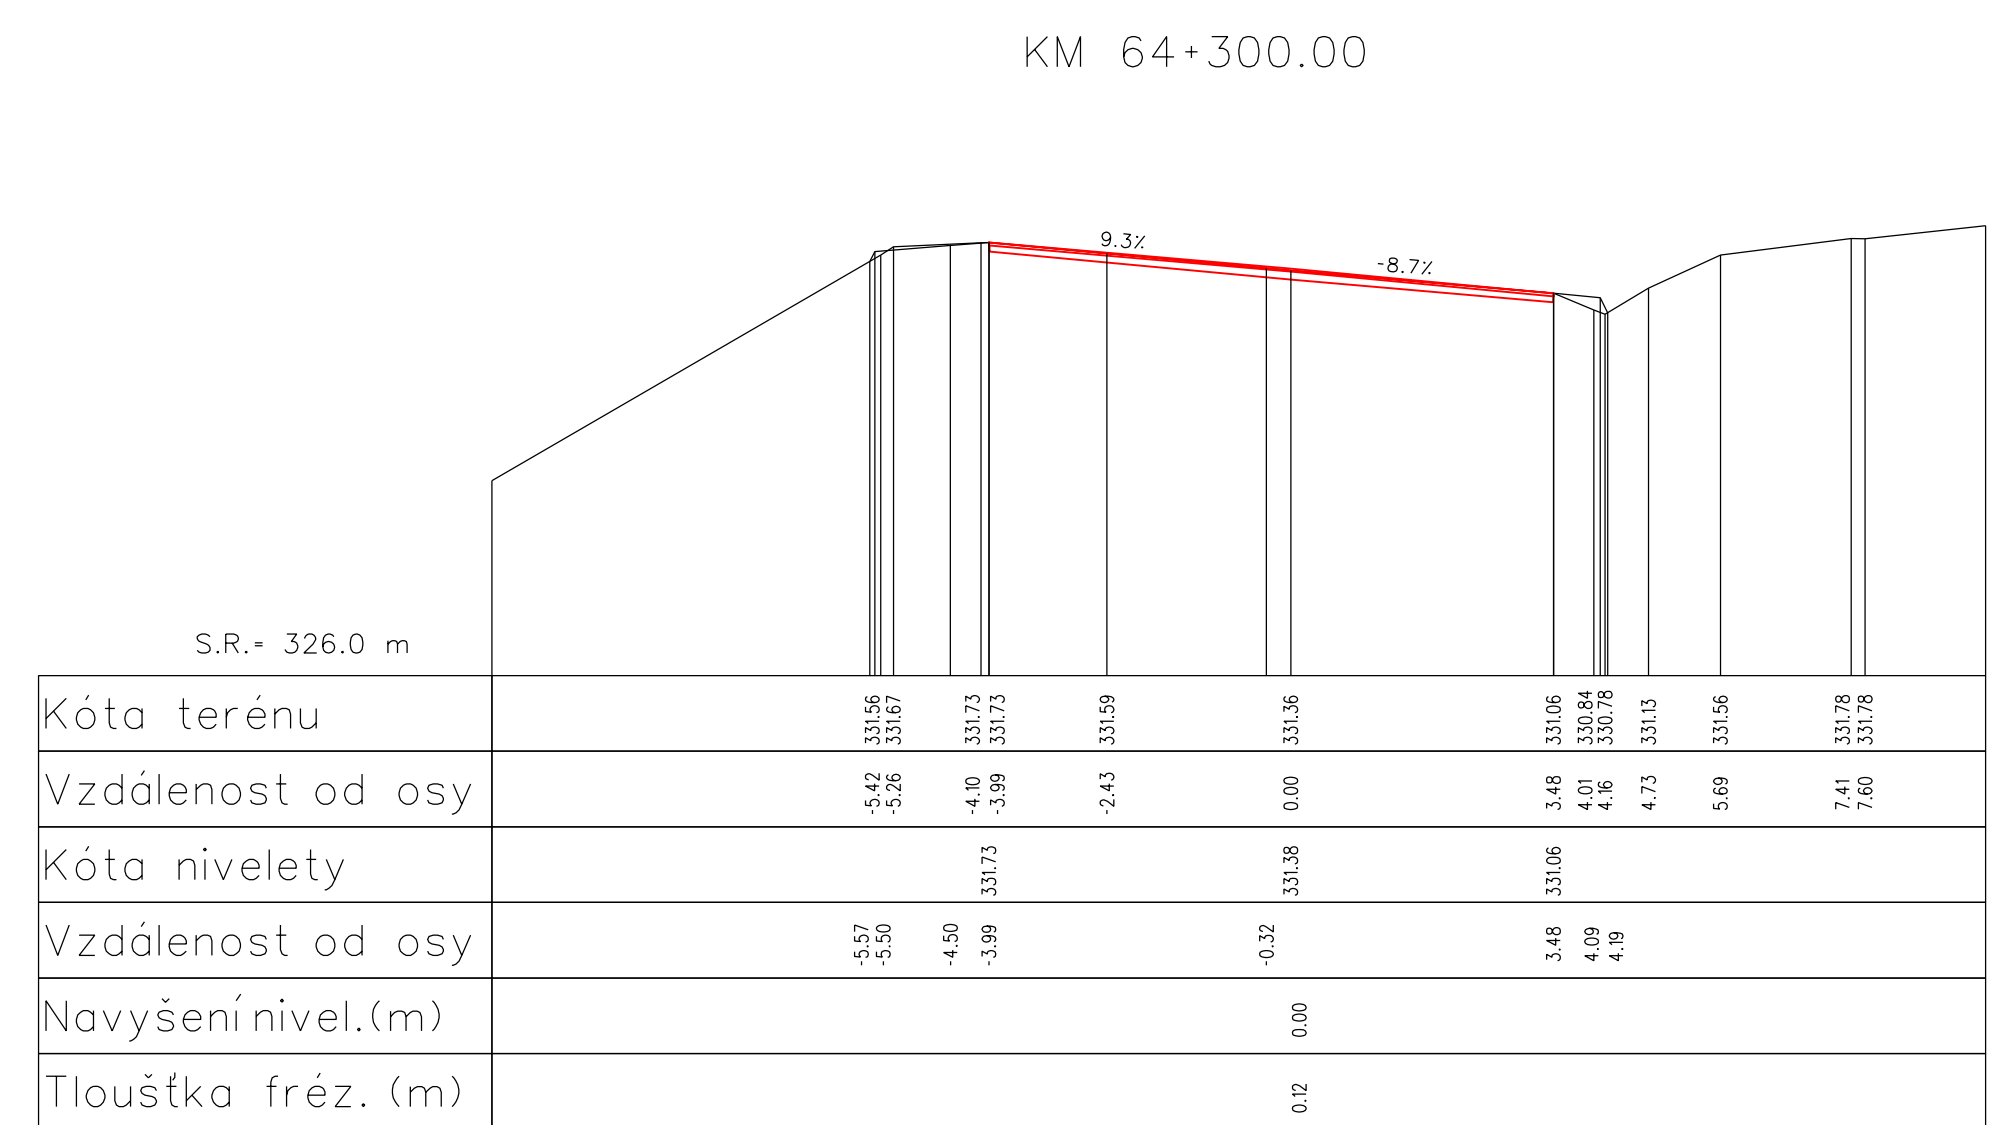 KM 64+300.00
9.3%
-8.7%
S.R.= 326.0 m
Kóta terénu 331.56 331.67 331.73 331.73 331.59 331.36 331.06 330.84 330.78 331.13 331.56 331.78 331.78
Vzdálenost od osy -5.42 -5.26 -4.10 -3.99 -2.43 0.00 3.48 4.01 4.16 4.73 5.69 7.41 7.60
Kóta nivelety 331.73 331.38 331.06
Vzdálenost od osy -5.57 -5.50 -4.50 -3.99 -0.32 3.48 4.09 4.19
Navyšení nivel.(m) 0.00
Tloušťka fréz. (m) 0.12